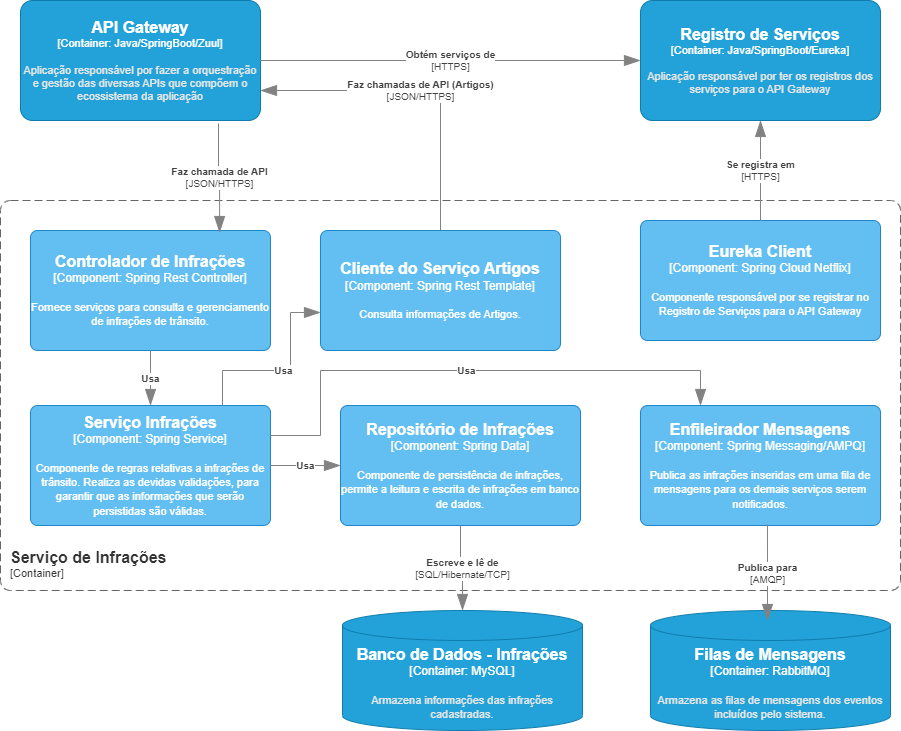 API Gateway
[Container: Java/SpringBoot/Zuul]
Aplicação responsável por fazer a orquestração
e gestão das diversas APIs que compõem o
ecossistema da aplicação
Obtém serviços de
[HTTPS]
Faz chamadas de API (Artigos)
[JSON/HTTPS]
Registro de Serviços
[Container: Java/SpringBoot/Eureka]
Aplicação responsável por ter os registros dos
serviços para o API Gateway
Faz chamada de API
[JSON/HTTPS]
Se registra em
[HTTPS]
Controlador de Infrações
[Component: Spring Rest Controller]
Fornece serviços para consulta e gerenciamento
de infrações de trânsito.
Cliente do Serviço Artigos
[Component: Spring Rest Template]
Consulta informações de Artigos.
Eureka Client
[Component: Spring Cloud Netflix]
Componente responsável por se registrar no
Registro de Serviços para o API Gateway
Usa
Usa
Usa
Serviço Infrações
[Component: Spring Service]
Componente de regras relativas a infrações de
trânsito. Realiza as devidas validações, para
garantir que as informações que serão
persistidas são válidas.
Usa
Repositório de Infrações
[Component: Spring Data]
Componente de persistência de infrações,
permite a leitura e escrita de infrações em banco
de dados.
Enfileirador Mensagens
[Component: Spring Messaging/AMPQ]
Publica as infrações inseridas em uma fila de
mensagens para os demais serviços serem
notificados.
Serviço de Infrações
[Container]
Escreve e lê de
[SQL/Hibernate/TCP]
Publica para
[AMQP]
Banco de Dados - Infrações
[Container: MySQL]
Armazena informações das infrações
cadastradas.
Filas de Mensagens
[Container: RabbitMQ]
Armazena as filas de mensagens dos eventos
incluídos pelo sistema.